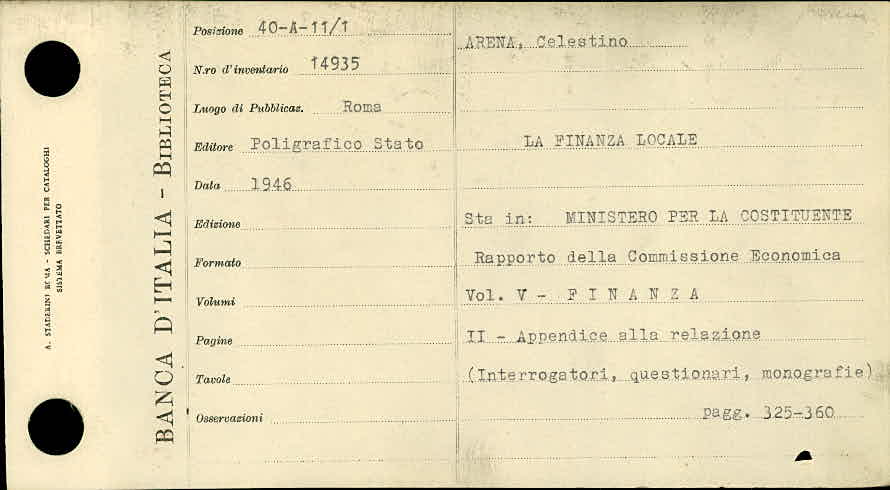 A. STADERINI ROMA - SCHEDARI PER CATALOGHI
SISTEMA BREVETTATO
BANCA D'ITALIA - BIBLIOTECA
Posizione 40-A-11/1
N.ro d'inventario 14935
Luogo di Pubblicaz. Roma
Editore Poligrafico Stato
Data 1946
Edizione
Formato
Volumi
Pagine
Tavole
Osservazioni
ARENA, Celestino
LA FINANZA LOCALE
Sta in: MINISTERO PER LA COSTITUENTE
Rapporto della Commissione Economica
Vol. V - F I N A N Z A
II - Appendice alla relazione
(Interrogatori, questionari, monografie)
pagg. 325-360